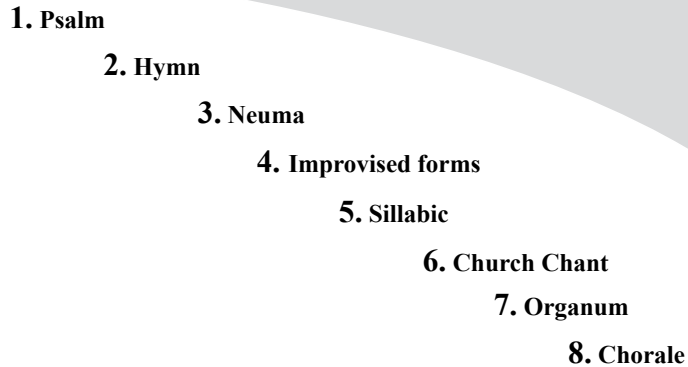 1. Psalm
2. Hymn
3. Neuma
4. Improvised forms
5. Sillabic
6. Church Chant
7. Organum
8. Chorale